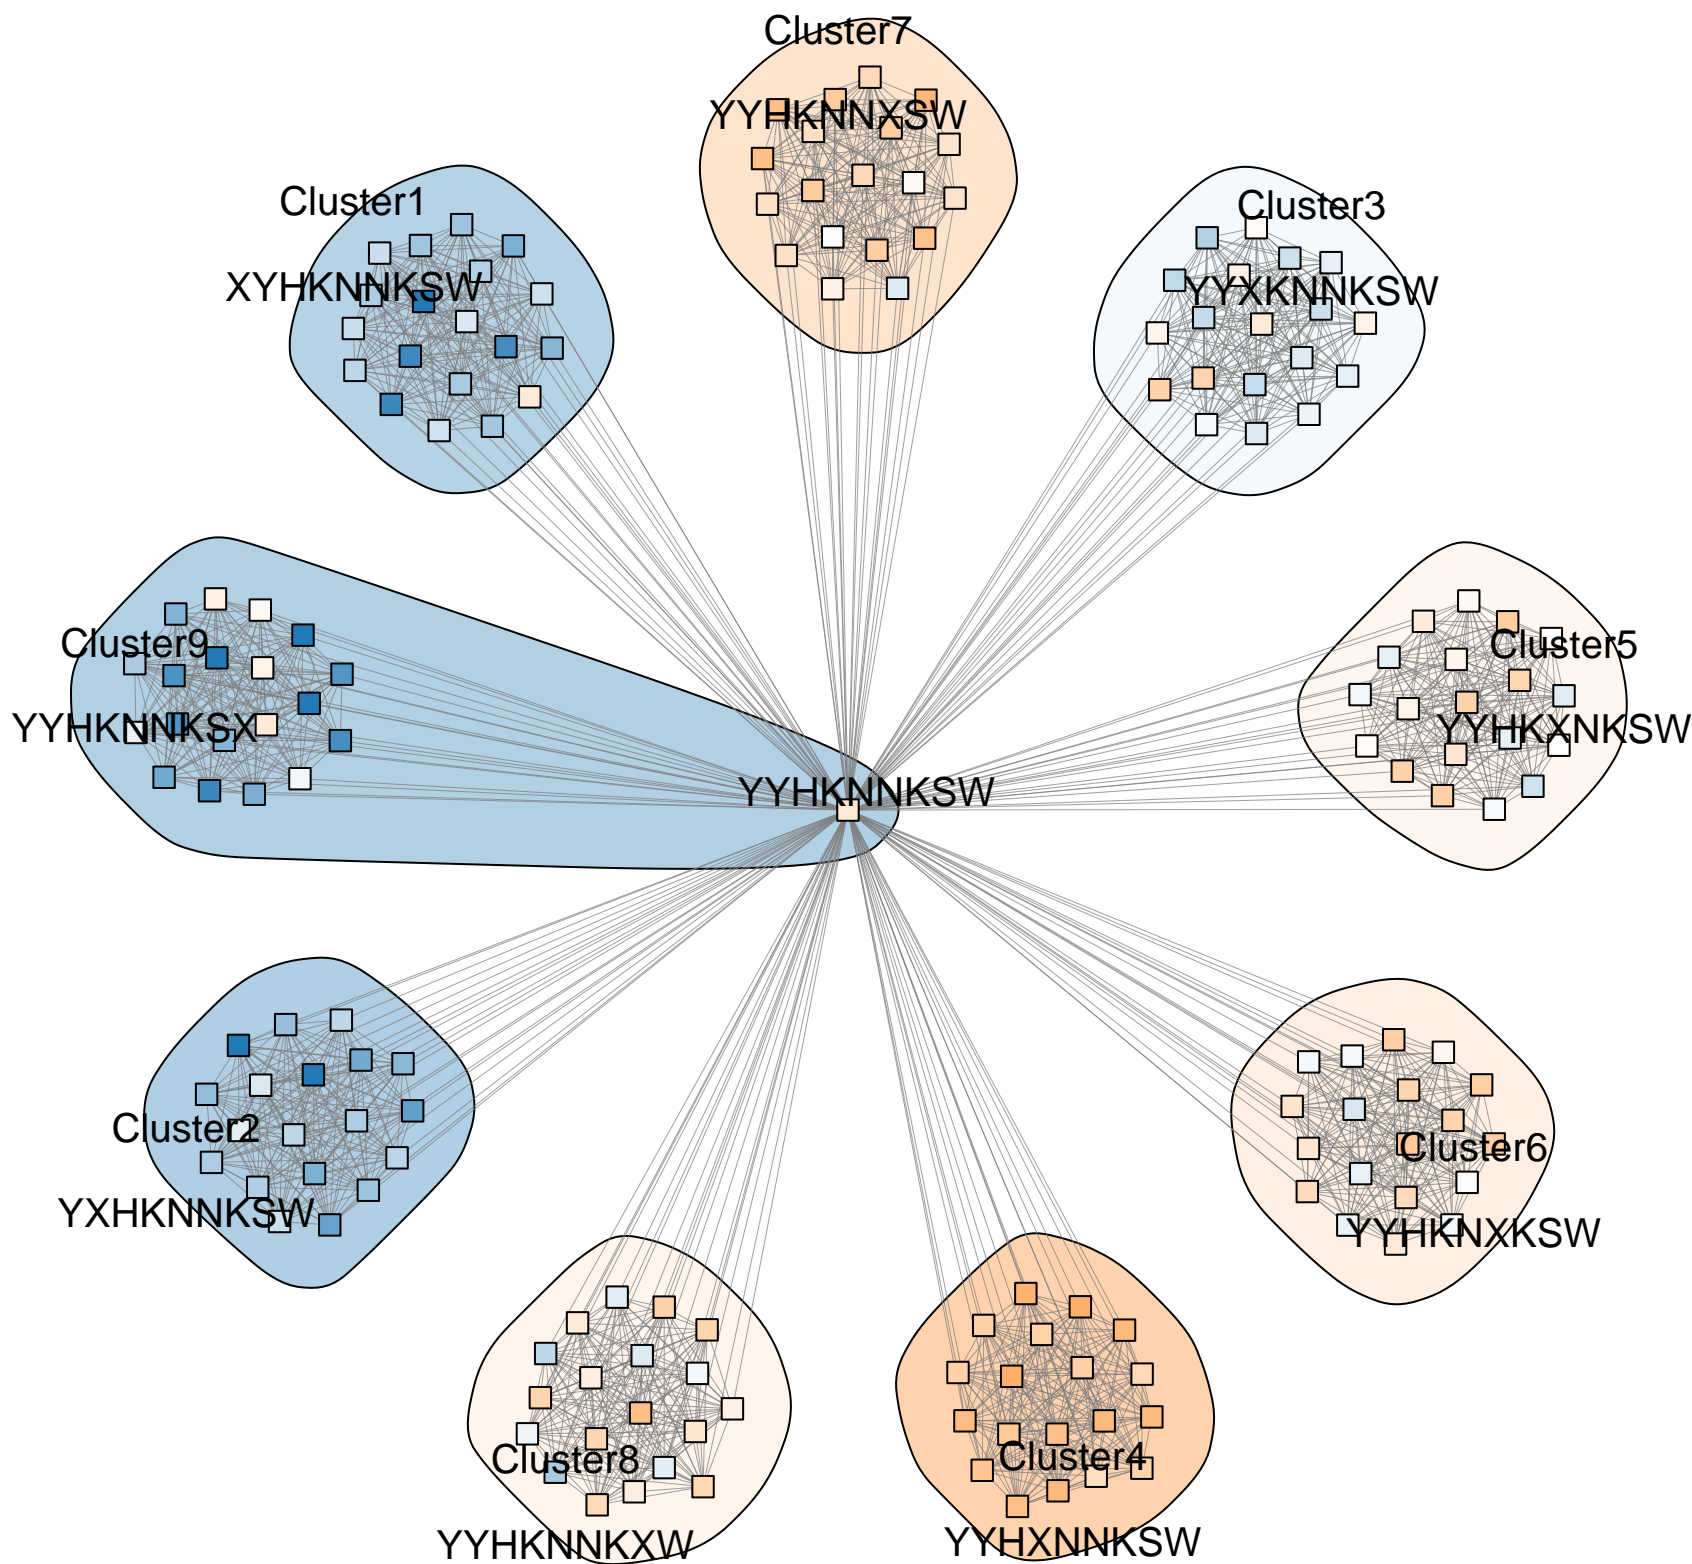 Cluster7
YYHKNNXSW
Cluster1
XYHKNNKSW
Cluster3
YYXKNNKSW
Cluster9
YYHKNNKSX
Cluster5
YYHKXNKSW
YYHKNNKSW
Cluster2
YXHKNNKSW
Cluster6
YYHKNXKSW
Cluster8
YYHKNNKXW
Cluster4
YYHXNNKSW